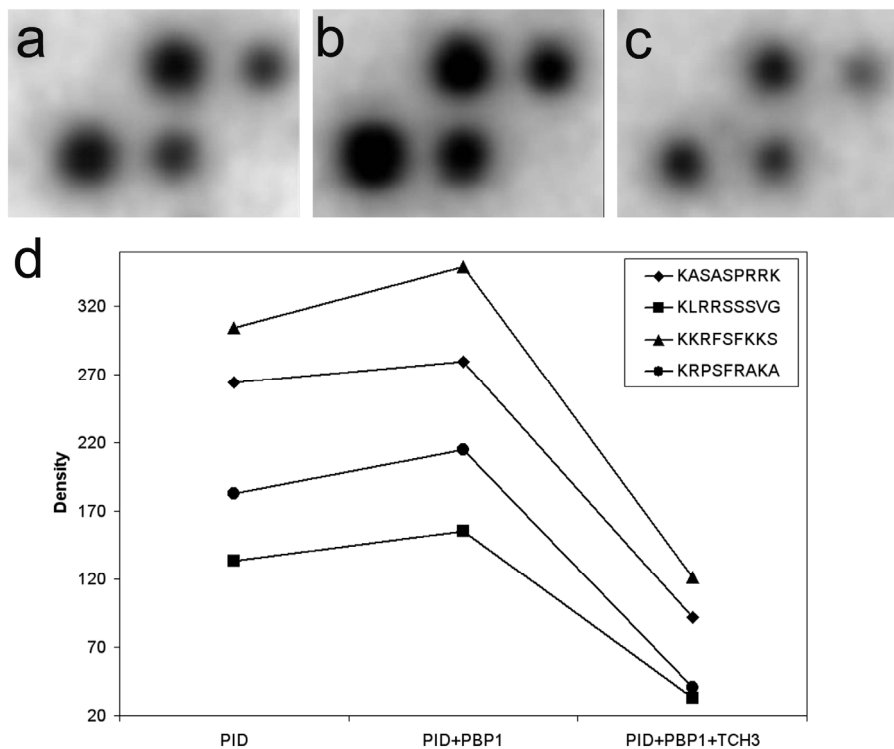 a
b
c
d
KASASPRRK
KLRRSSSVG
KKRFSFKKS
KRPSFRAKA
320
270
220
170
120
70
20
Density
PID
PID+PBP1
PID+PBP1+TCH3